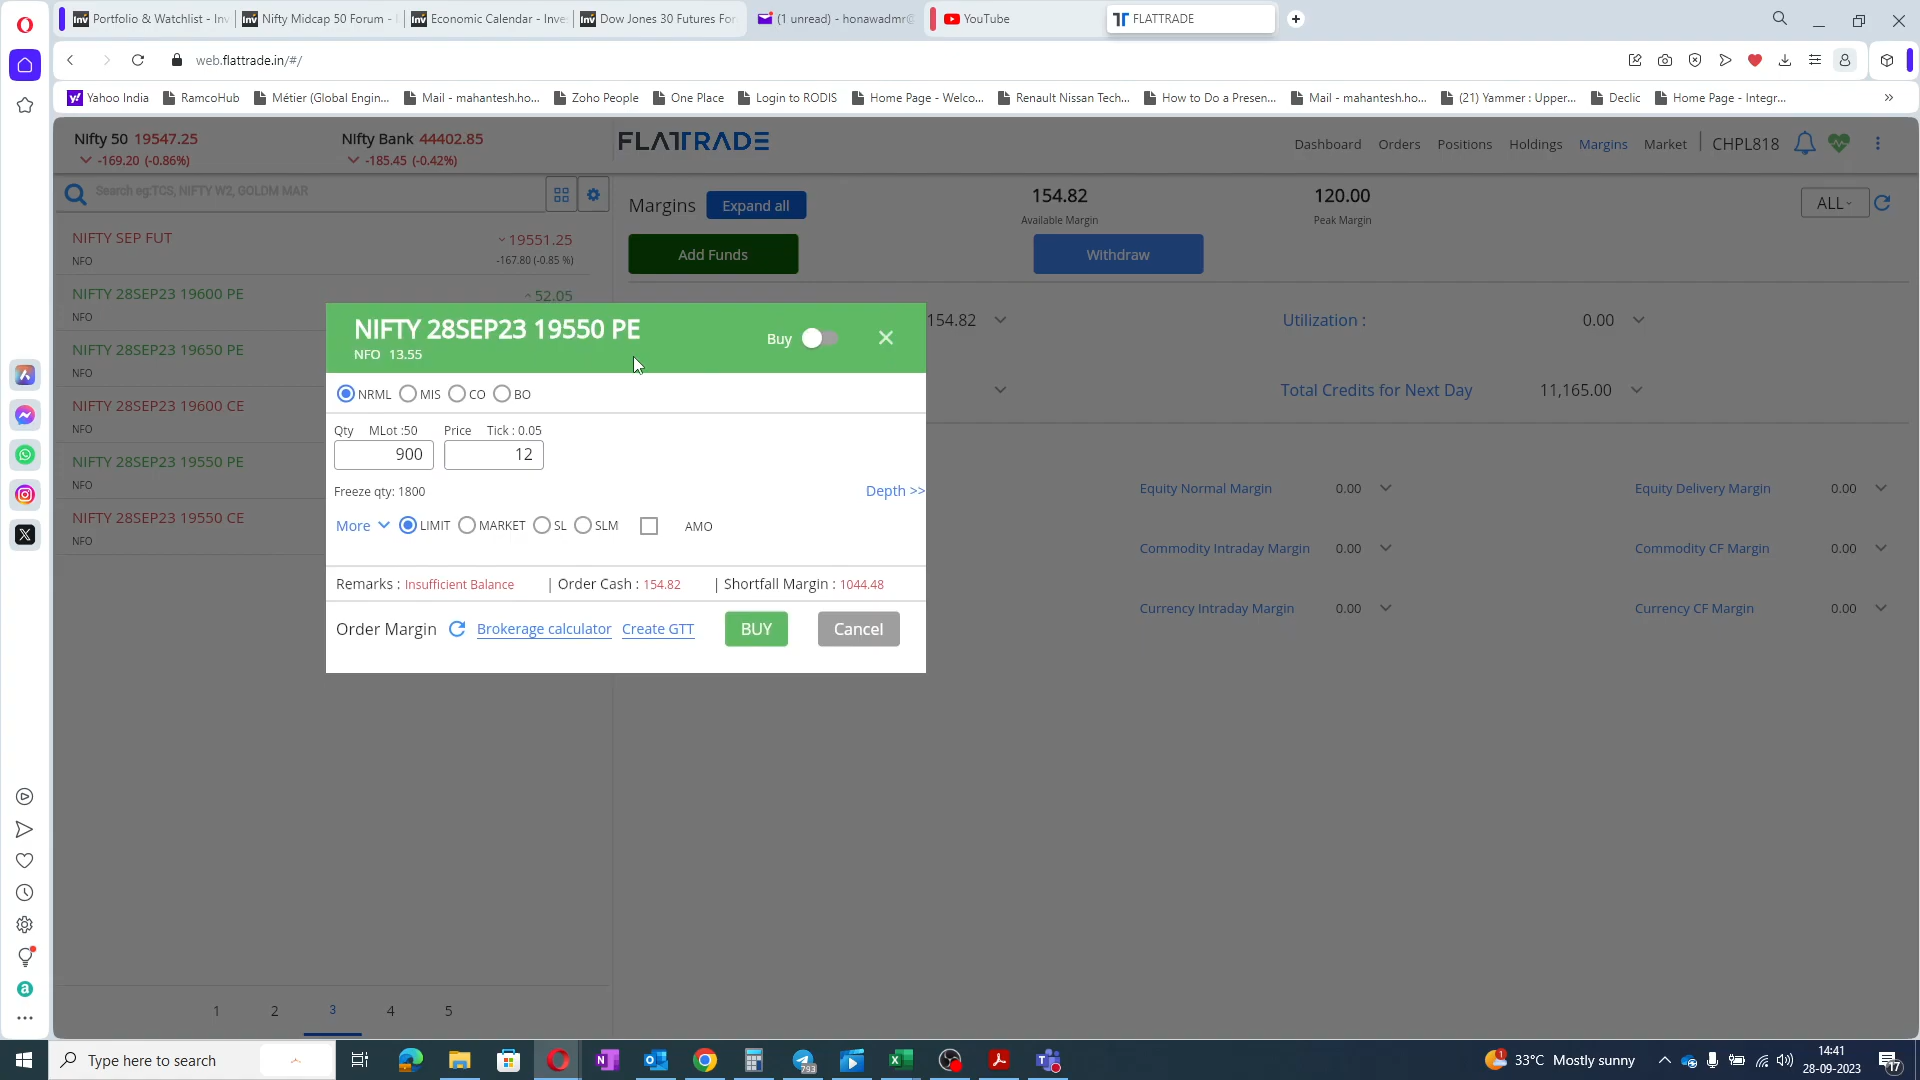 Portfolio & Watchlist - Inv
Nifty Midcap 50 Forum -
Economic Calendar - Inve
Dow Jones 30 Futures For
(1 unread) - honawadmr@
YouTube
FLATTRADE
web.flattrade.in/#/
Yahoo India
RamcoHub
Métier (Global Engin...
Mail - mahantesh.ho...
Zoho People
One Place
Login to RODIS
Home Page - Welco...
Renault Nissan Tech...
How to Do a Presen...
Mail - mahantesh.ho...
(21) Yammer : Upper...
Declic
Home Page - Integr...
Nifty 50 19547.25
-169.20 (-0.86%)
Nifty Bank 44402.85
-185.45 (-0.42%)
FLATTRADE
Dashboard
Orders
Positions
Holdings
Margins
Market
CHPL818
Search eg:TCS, NIFTY W2, GOLDM MAR
Margins
Expand all
154.82
Available Margin
120.00
Peak Margin
ALL
Add Funds
Withdraw
NIFTY SEP FUT
19551.25
NFO
-167.80 (-0.85 %)
NIFTY 28SEP23 19600 PE
52.05
NFO
NIFTY 28SEP23 19650 PE
NFO
NIFTY 28SEP23 19600 CE
NFO
NIFTY 28SEP23 19550 PE
NFO
NIFTY 28SEP23 19550 CE
NFO
154.82
Utilization :
0.00
Total Credits for Next Day
11,165.00
Equity Normal Margin
0.00
Equity Delivery Margin
0.00
Commodity Intraday Margin
0.00
Commodity CF Margin
0.00
Currency Intraday Margin
0.00
Currency CF Margin
0.00
NIFTY 28SEP23 19550 PE
NFO 13.55
Buy
NRML
MIS
CO
BO
Qty MLot :50 Price Tick : 0.05
900
12
Freeze qty: 1800
Depth >>
More
LIMIT
MARKET
SL
SLM
AMO
Remarks : Insufficient Balance | Order Cash : 154.82 | Shortfall Margin : 1044.48
Order Margin
Brokerage calculator
Create GTT
BUY
Cancel
1
2
3
4
5
Type here to search
793
33°C Mostly sunny
14:41
28-09-2023
17